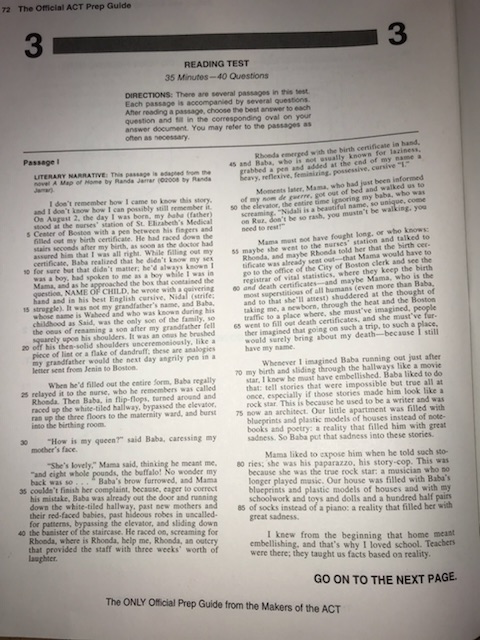 72 The Official ACT Prep Guide
3
3
READING TEST
35 Minutes—40 Questions
DIRECTIONS: There are several passages in this test.
Each passage is accompanied by several questions.
After reading a passage, choose the best answer to each
question and fill in the corresponding oval on your
answer document. You may refer to the passages as
often as necessary.
Passage I
LITERARY NARRATIVE: This passage is adapted from the
novel A Map of Home by Randa Jarrar (©2008 by Randa
Jarrar).
I don't remember how I came to know this story,
and I don't know how I can possibly still remember it.
On August 2, the day I was born, my baba (father)
stood at the nurses' station of St. Elizabeth's Medical
5 Center of Boston with a pen between his fingers and
filled out my birth certificate. He had raced down the
stairs seconds after my birth, as soon as the doctor had
assured him that I was all right. While filling out my
certificate, Baba realized that he didn't know my sex
10 for sure but that didn't matter; he'd always known I
was a boy, had spoken to me as a boy while I was in
Mama, and as he approached the box that contained the
question, NAME OF CHILD, he wrote with a quivering
hand and in his best English cursive, Nidal (strife;
15 struggle). It was not my grandfather's name, and Baba,
whose name is Waheed and who was known during his
childhood as Said, was the only son of the family, so
the onus of renaming a son after my grandfather fell
squarely upon his shoulders. It was an onus he brushed
20 off his then-solid shoulders unceremoniously, like a
piece of lint or a flake of dandruff; these are analogies
my grandfather would the next day angrily pen in a
letter sent from Jenin to Boston.
When he'd filled out the entire form, Baba regally
25 relayed it to the nurse, who he remembers was called
Rhonda. Then Baba, in flip-flops, turned around and
raced up the white-tiled hallway, bypassed the elevator,
ran up the three floors to the maternity ward, and burst
into the birthing room.
30 "How is my queen?" said Baba, caressing my
mother's face.
"She's lovely," Mama said, thinking he meant me,
"and eight whole pounds, the buffalo! No wonder my
back was so . . ." Baba's brow furrowed, and Mama
35 couldn't finish her complaint, because, eager to correct
his mistake, Baba was already out the door and running
down the white-tiled hallway, past new mothers and
their red-faced babies, past hideous robes in uncalled-
for patterns, bypassing the elevator, and sliding down
40 the banister of the staircase. He raced on, screaming for
Rhonda, where is Rhonda, help me, Rhonda, an outcry
that provided the staff with three weeks' worth of
laughter.
Rhonda emerged with the birth certificate in hand,
45 and Baba, who is not usually known for laziness,
grabbed a pen and added at the end of my name a
heavy, reflexive, feminizing, possessive, cursive "I."
Moments later, Mama, who had just been informed
of my nom de guerre, got out of bed and walked us to
50 the elevator, the entire time ignoring my baba, who was
screaming, "Nidali is a beautiful name, so unique, come
on Ruz, don't be so rash, you mustn't be walking, you
need to rest!"
Mama must not have fought long, or who knows:
55 maybe she went to the nurses' station and talked to
Rhonda, and maybe Rhonda told her that the birth cer-
tificate was already sent out—that Mama would have to
go to the office of the City of Boston clerk and see the
registrar of vital statistics, where they keep the birth
60 and death certificates—and maybe Mama, who is the
most superstitious of all humans (even more than Baba,
and to that she'll attest) shuddered at the thought of
taking me, a newborn, through the heat and the Boston
traffic to a place where, she must've imagined, people
65 went to fill out death certificates, and she must've fur-
ther imagined that going on such a trip, to such a place,
would surely bring about my death—because I still
have my name.
Whenever I imagined Baba running out just after
70 my birth and sliding through the hallways like a movie
star, I knew he must have embellished. Baba liked to do
that: tell stories that were impossible but true all at
once, especially if those stories made him look like a
rock star. This is because he used to be a writer and was
75 now an architect. Our little apartment was filled with
blueprints and plastic models of houses instead of note-
books and poetry: a reality that filled him with great
sadness. So Baba put that sadness into these stories.
Mama liked to expose him when he told such sto-
80 ries; she was his paparazzo, his story-cop. This was
because she was the true rock star: a musician who no
longer played music. Our house was filled with Baba's
blueprints and plastic models of houses and with my
schoolwork and toys and dolls and a hundred half pairs
85 of socks instead of a piano: a reality that filled her with
great sadness.
I knew from the beginning that home meant
embellishing, and that's why I loved school. Teachers
were there; they taught us facts based on reality.
GO ON TO THE NEXT PAGE.
The ONLY Official Prep Guide from the Makers of the ACT